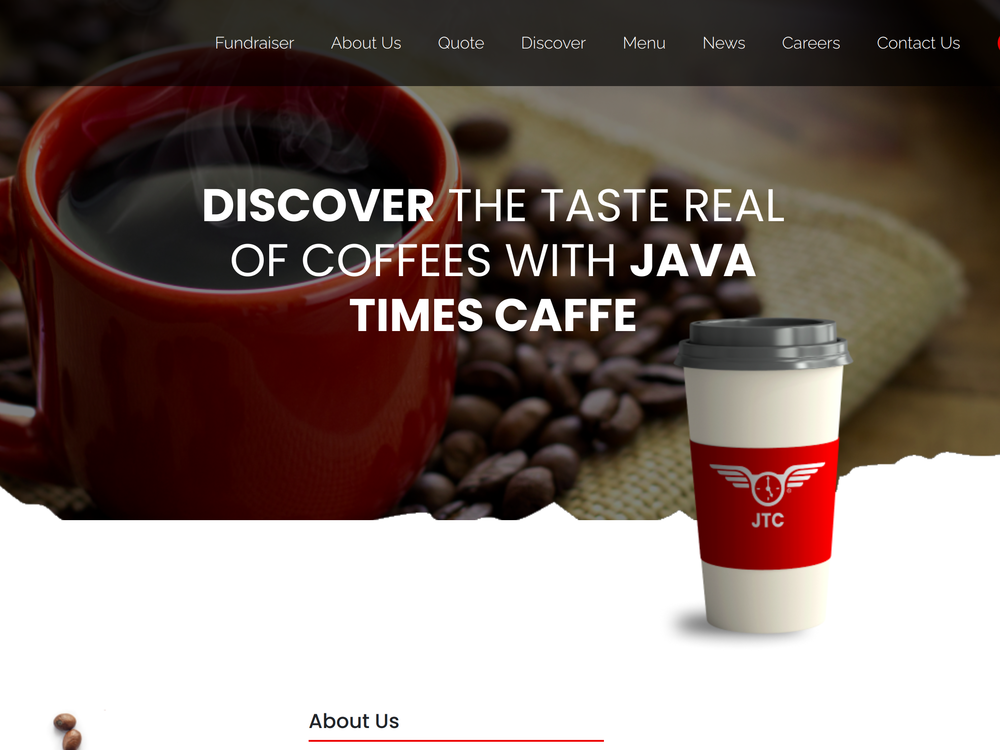 Fundraiser About Us Quote Discover Menu News Careers Contact Us
DISCOVER THE TASTE REAL
OF COFFEES WITH JAVA
TIMES CAFFE
JTC
About Us